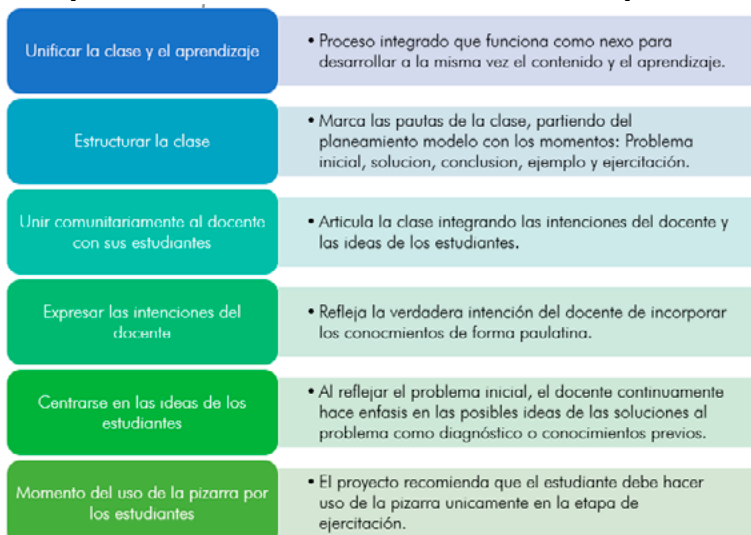 Unificar la clase y el aprendizaje
• Proceso integrado que funciona como nexo para
desarrollar a la misma vez el contenido y el aprendizaje.
Estructurar la clase
• Marca las pautas de la clase, partiendo del
planeamiento modelo con los momentos: Problema
inicial, solucion, conclusion, ejemplo y ejercitación.
Unir comunitariamente al docente
con sus estudiantes
• Articula la clase integrando las intenciones del docente y
las ideas de los estudiantes.
Expresar las intenciones del
docente
• Refleja la verdadera intención del docente de incorporar
los conocmientos de forma paulatina.
Centrarse en las ideas de los
estudiantes
• Al reflejar el problema inicial, el docente continuamente
hace enfasis en las posibles ideas de las soluciones al
problema como diagnóstico o conocimientos previos.
Momento del uso de la pizarra por
los estudiantes
• El proyecto recomienda que el estudiante debe hacer
uso de la pizarra unicamente en la etapa de
ejercitación.